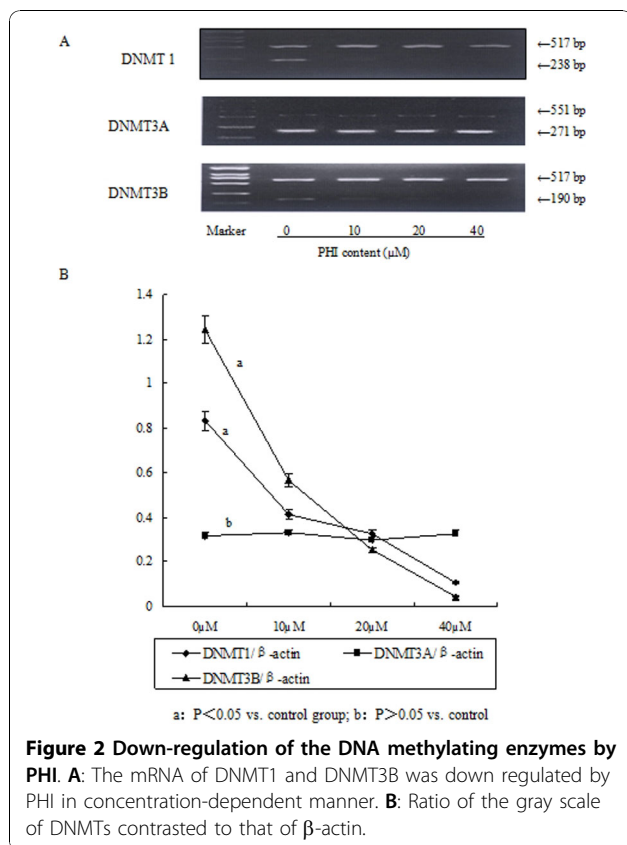 A
DNMT 1
←517 bp
←238 bp
DNMT3A
←551 bp
←271 bp
DNMT3B
←517 bp
←190 bp
Marker 0 10 20 40
PHI content (μM)
B
1.4
1.2
1
0.8
0.6
0.4
0.2
0
a
a
b
0μM 10μM 20μM 40μM
DNMT1/β-actin DNMT3A/β-actin
DNMT3B/β-actin
a: P<0.05 vs. control group; b: P>0.05 vs. control
Figure 2 Down-regulation of the DNA methylating enzymes by
PHI. A: The mRNA of DNMT1 and DNMT3B was down regulated by
PHI in concentration-dependent manner. B: Ratio of the gray scale
of DNMTs contrasted to that of β-actin.